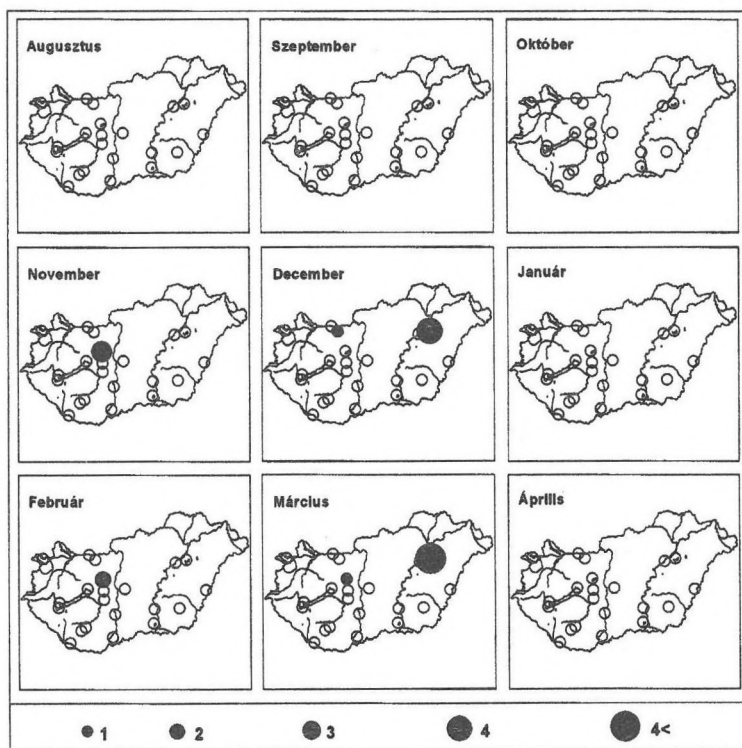 Augusztus
Szeptember
Október
November
December
Január
Február
Március
Április
1 2 3 4 4<